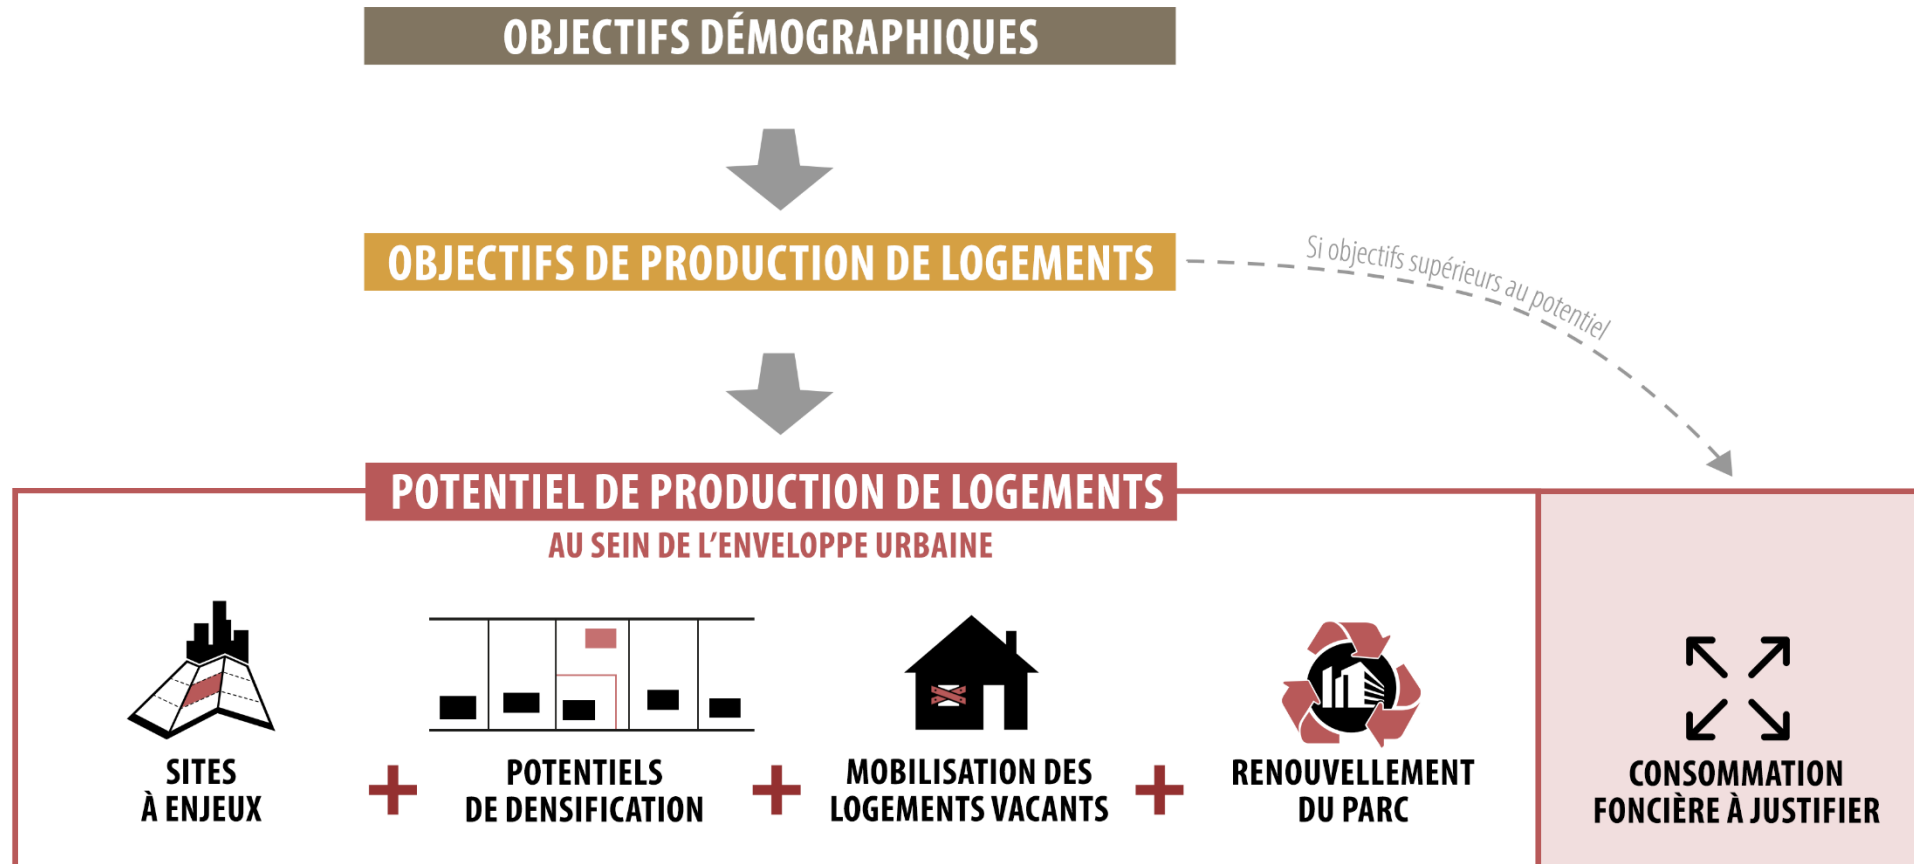 OBJECTIFS DÉMOGRAPHIQUES
OBJECTIFS DE PRODUCTION DE LOGEMENTS
Si objectifs supérieurs au potentiel
POTENTIEL DE PRODUCTION DE LOGEMENTS
AU SEIN DE L'ENVELOPPE URBAINE
SITES
À ENJEUX
+
POTENTIELS
DE DENSIFICATION
+
MOBILISATION DES
LOGEMENTS VACANTS
+
RENOUVELLEMENT
DU PARC
CONSOMMATION
FONCIÈRE À JUSTIFIER